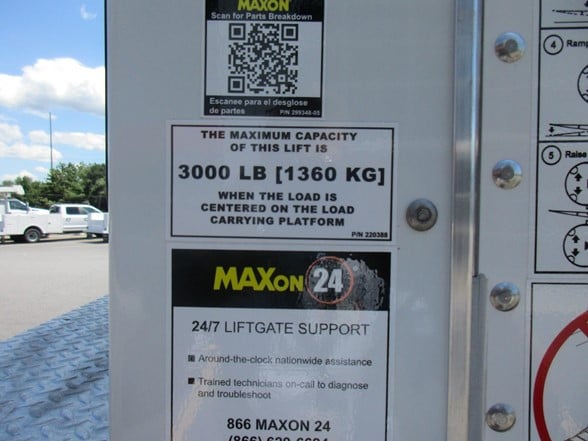 MAXON
Scan for Parts Breakdown
Escanee para el desglose
de partes
P/N 299348-05
THE MAXIMUM CAPACITY
OF THIS LIFT IS
3000 LB [1360 KG]
WHEN THE LOAD IS
CENTERED ON THE LOAD
CARRYING PLATFORM
P/N 220388
MAXON 24
24/7 LIFTGATE SUPPORT
Around-the-clock nationwide assistance
Trained technicians on-call to diagnose
and troubleshoot
866 MAXON 24
4
Ramp
5
Raise